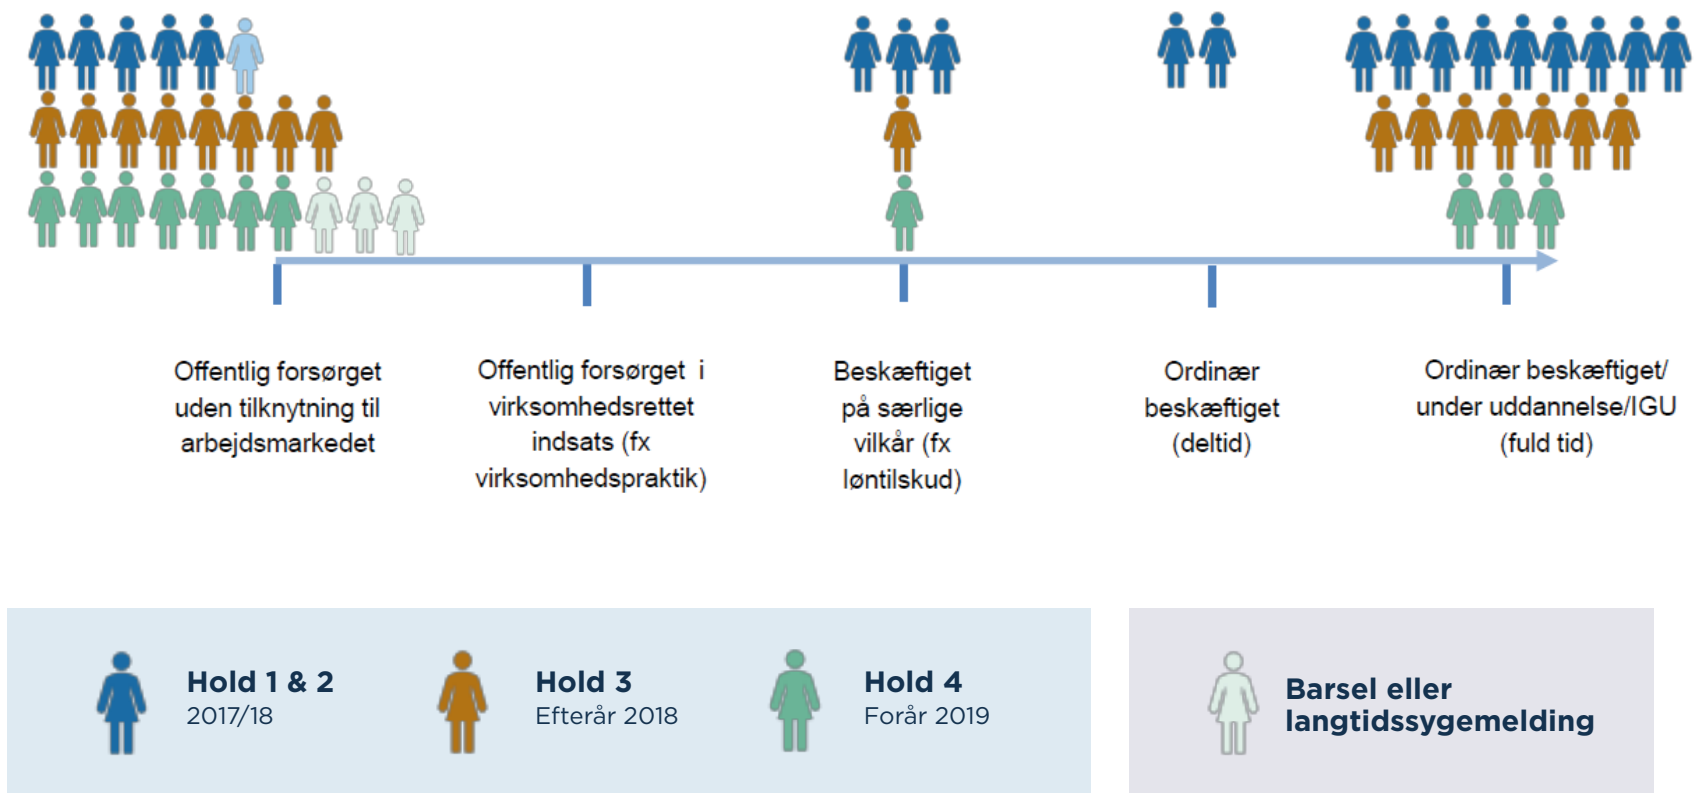 Offentlig forsørget
uden tilknytning til
arbejdsmarkedet
Offentlig forsørget i
virksomhedsrettet
indsats (fx
virksomhedspraktik)
Beskæftiget
på særlige
vilkår (fx
løntilskud)
Ordinær
beskæftiget
(deltid)
Ordinær beskæftiget/
under uddannelse/IGU
(fuld tid)
Hold 1 & 2
2017/18
Hold 3
Efterår 2018
Hold 4
Forår 2019
Barsel eller
langtidssygemelding